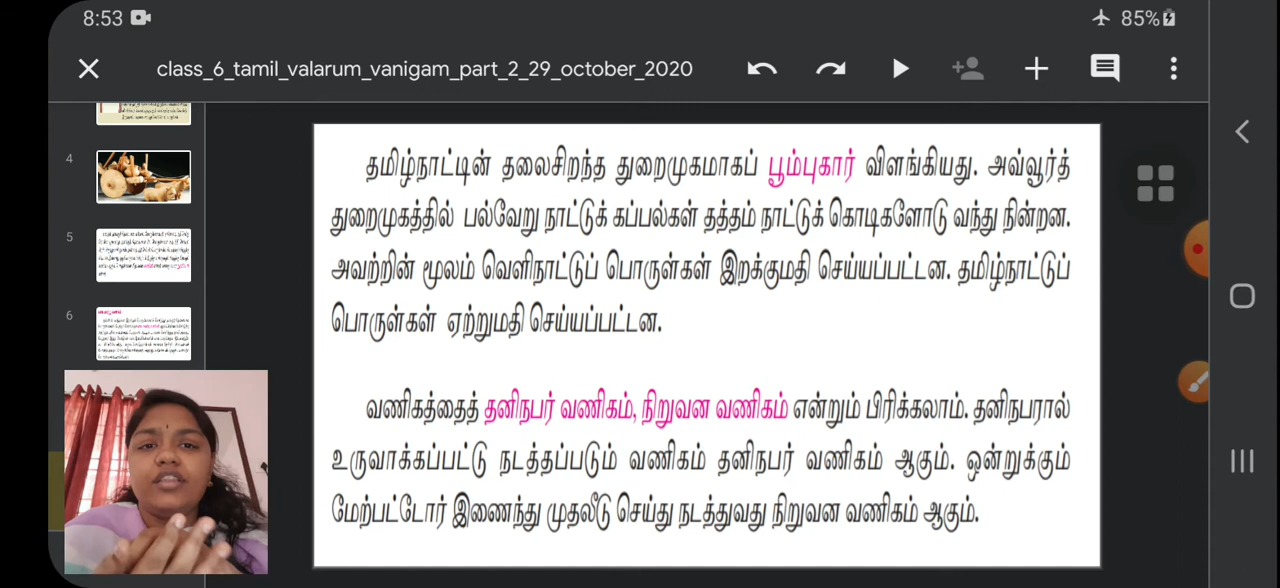 8:53
85%
class_6_tamil_valarum_vanigam_part_2_29_october_2020
4
5
6
தமிழ்நாட்டின் தலைசிறந்த துறைமுகமாகப் பூம்புகார் விளங்கியது. அவ்வூர்த்
துறைமுகத்தில் பல்வேறு நாட்டுக் கப்பல்கள் தத்தம் நாட்டுக் கொடிகளோடு வந்து நின்றன.
அவற்றின் மூலம் வெளிநாட்டுப் பொருள்கள் இறக்குமதி செய்யப்பட்டன. தமிழ்நாட்டுப்
பொருள்கள் ஏற்றுமதி செய்யப்பட்டன.
வணிகத்தைத் தனிநபர் வணிகம், நிறுவன வணிகம் என்றும் பிரிக்கலாம். தனிநபரால்
உருவாக்கப்பட்டு நடத்தப்படும் வணிகம் தனிநபர் வணிகம் ஆகும். ஒன்றுக்கும்
மேற்பட்டோர் இணைந்து முதலீடு செய்து நடத்துவது நிறுவன வணிகம் ஆகும்.